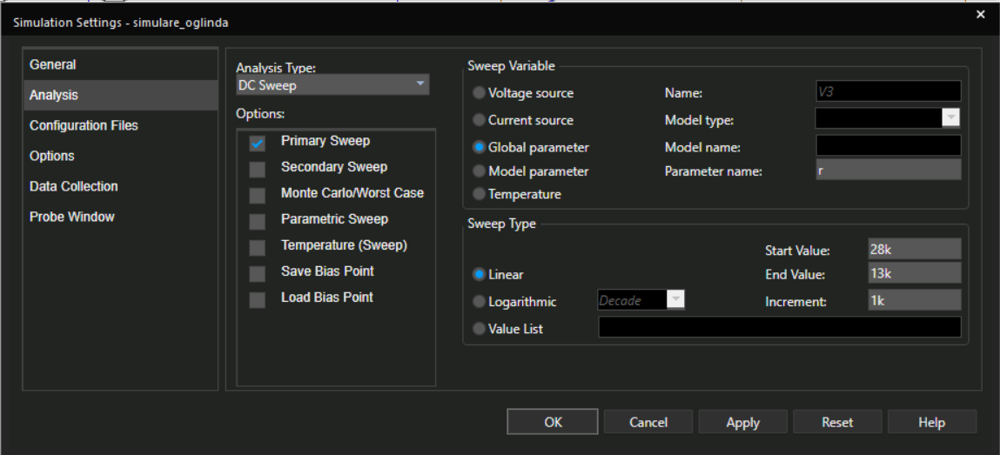 Simulation Settings - simulare_oglinda
×
General
Analysis
Configuration Files
Options
Data Collection
Probe Window
Analysis Type:
DC Sweep
Options:
Primary Sweep
Secondary Sweep
Monte Carlo/Worst Case
Parametric Sweep
Temperature (Sweep)
Save Bias Point
Load Bias Point
Sweep Variable
Voltage source Name: V3
Current source Model type:
Global parameter Model name:
Model parameter Parameter name: r
Temperature
Sweep Type
Start Value: 28k
Linear End Value: 13k
Logarithmic Decade Increment: 1k
Value List
OK Cancel Apply Reset Help